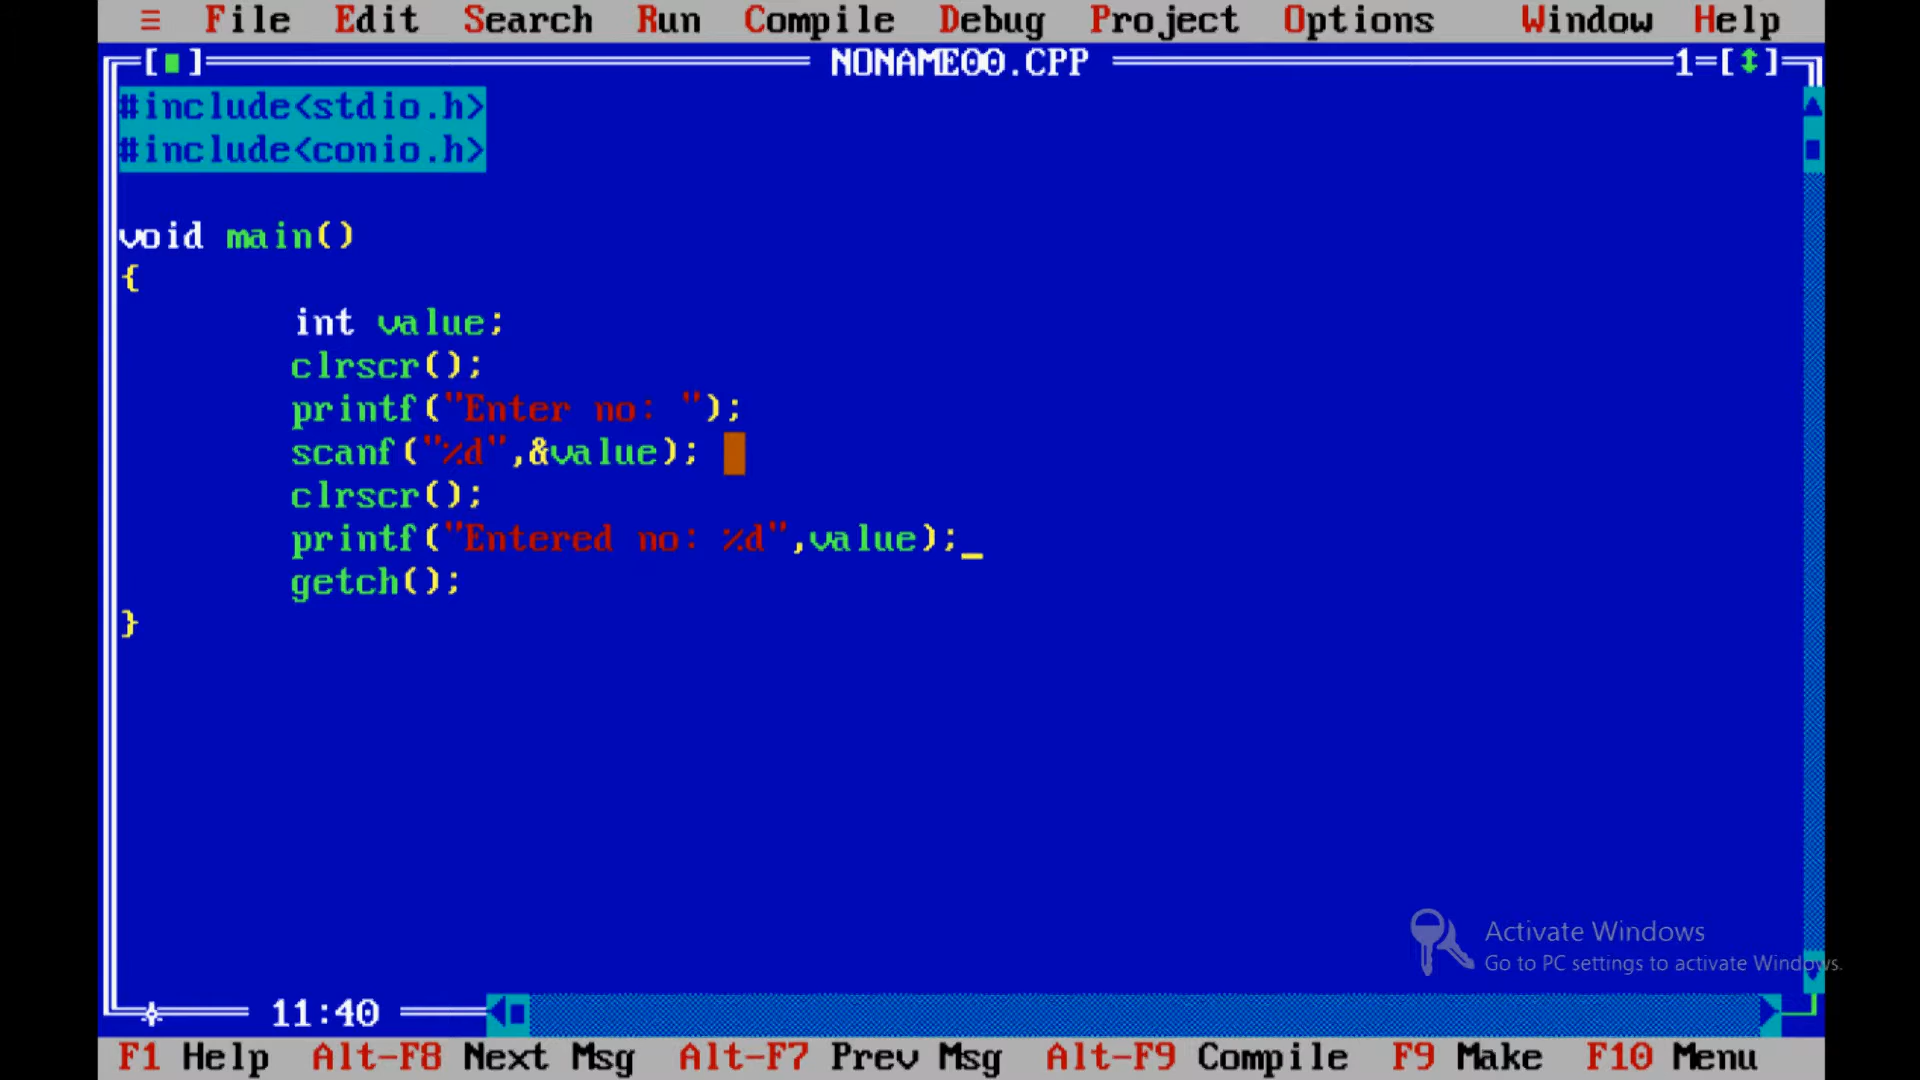 ≡ File Edit Search Run Compile Debug Project Options Window Help
[■] NONAME00.CPP 1=[↕]
#include<stdio.h>
#include<conio.h>
void main()
{
int value;
clrscr();
printf("Enter no: ");
scanf("%d",&value);
clrscr();
printf("Entered no: %d",value);_
getch();
}
Activate Windows
Go to PC settings to activate Windows.
11:40
F1 Help Alt-F8 Next Msg Alt-F7 Prev Msg Alt-F9 Compile F9 Make F10 Menu